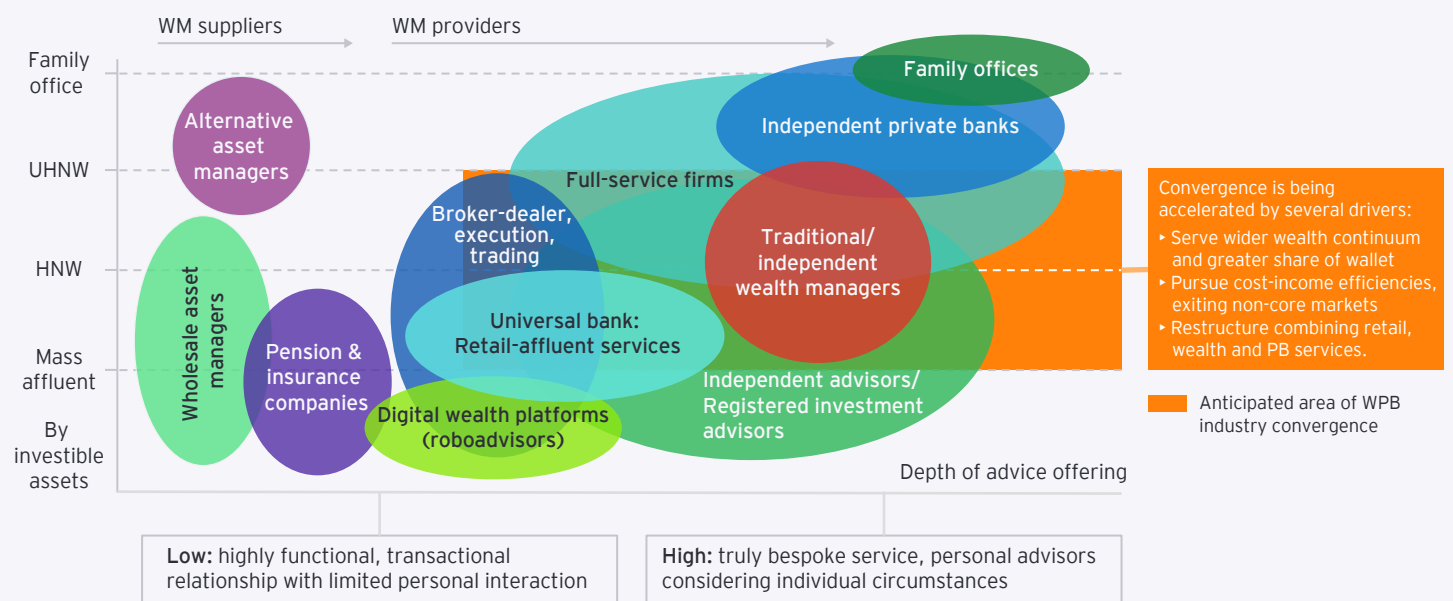 WM suppliers
WM providers
Family
office
UHNW
HNW
Mass
affluent
By
investible
assets
Alternative
asset
managers
Wholesale asset
managers
Pension &
insurance
companies
Broker-dealer,
execution,
trading
Universal bank:
Retail-affluent services
Digital wealth platforms
(roboadvisors)
Full-service firms
Family offices
Independent private banks
Traditional/
independent
wealth managers
Independent advisors/
Registered investment
advisors
Convergence is being
accelerated by several drivers:
‣ Serve wider wealth continuum
and greater share of wallet
‣ Pursue cost-income efficiencies,
exiting non-core markets
‣ Restructure combining retail,
wealth and PB services.
Anticipated area of WPB
industry convergence
Depth of advice offering
Low: highly functional, transactional
relationship with limited personal interaction
High: truly bespoke service, personal advisors
considering individual circumstances